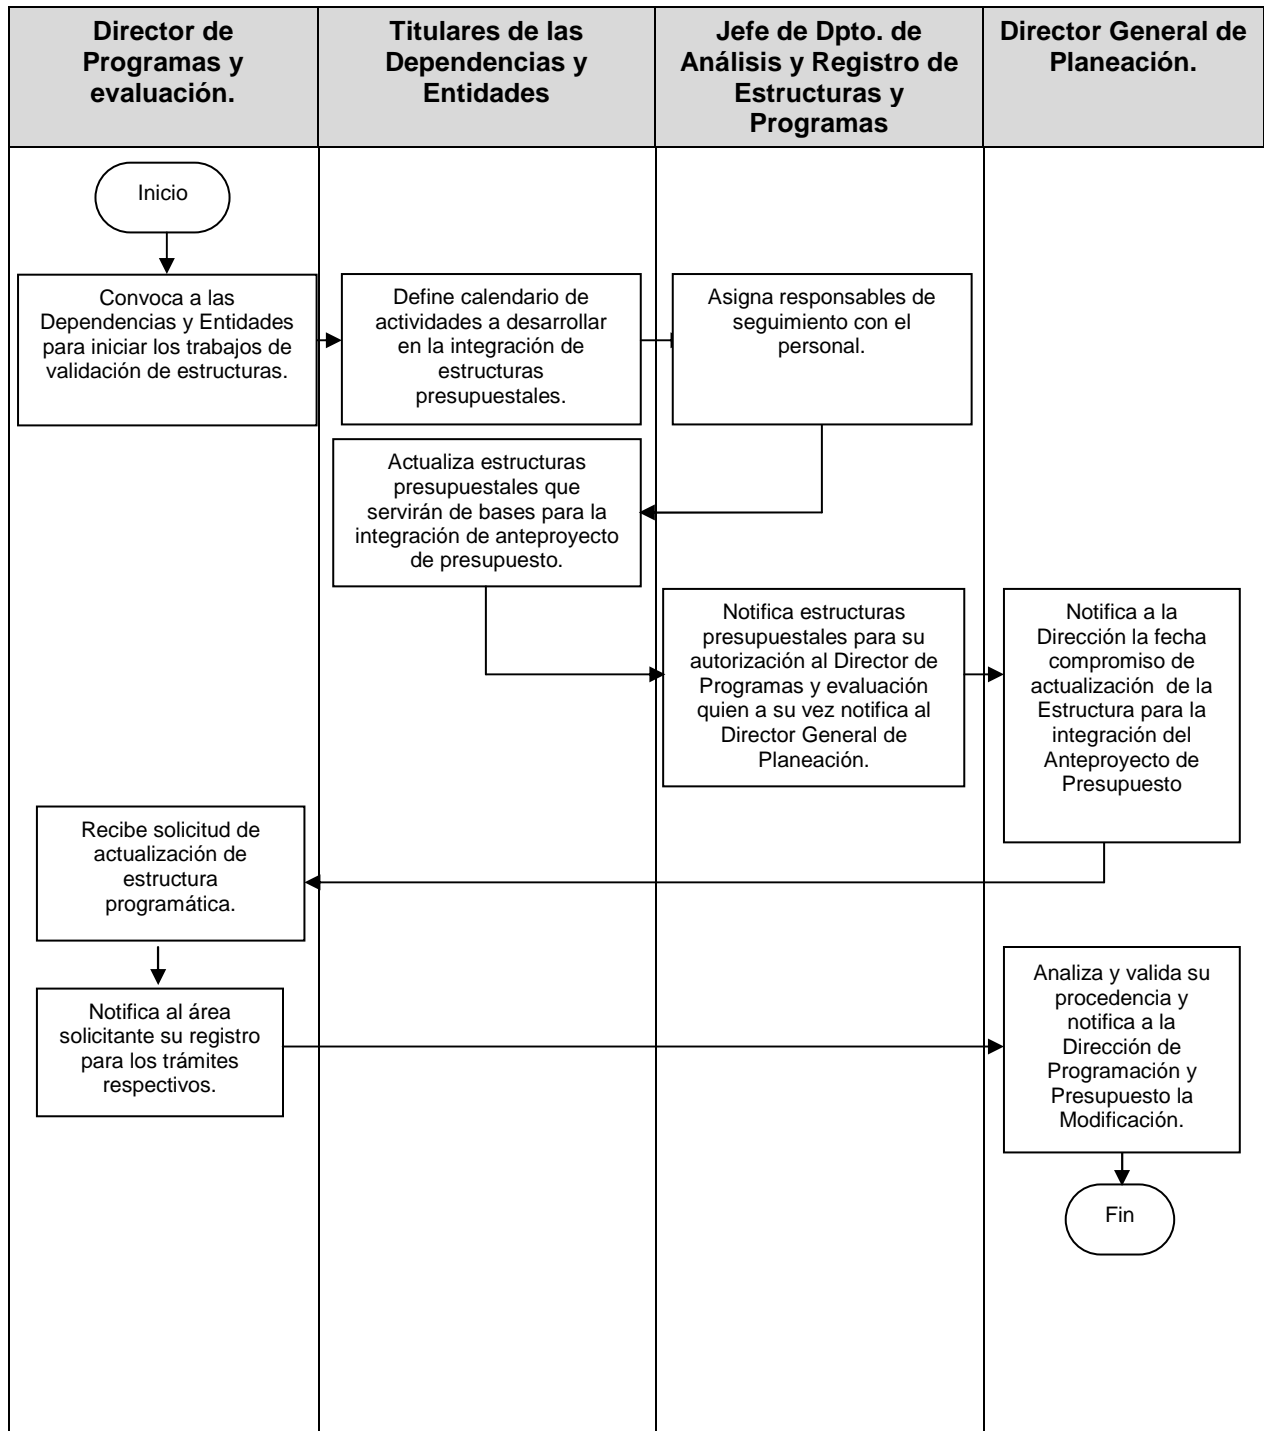 Director de
Programas y
evaluación.
Titulares de las
Dependencias y
Entidades
Jefe de Dpto. de
Análisis y Registro de
Estructuras y
Programas
Director General de
Planeación.
Inicio
Convoca a las
Dependencias y Entidades
para iniciar los trabajos de
validación de estructuras.
Define calendario de
actividades a desarrollar
en la integración de
estructuras
presupuestales.
Asigna responsables de
seguimiento con el
personal.
Actualiza estructuras
presupuestales que
servirán de bases para la
integración de anteproyecto
de presupuesto.
Notifica estructuras
presupuestales para su
autorización al Director de
Programas y evaluación
quien a su vez notifica al
Director General de
Planeación.
Notifica a la
Dirección la fecha
compromiso de
actualización  de la
Estructura para la
integración del
Anteproyecto de
Presupuesto
Recibe solicitud de
actualización de
estructura
programática.
Notifica al área
solicitante su registro
para los trámites
respectivos.
Analiza y valida su
procedencia y
notifica a la
Dirección de
Programación y
Presupuesto la
Modificación.
Fin